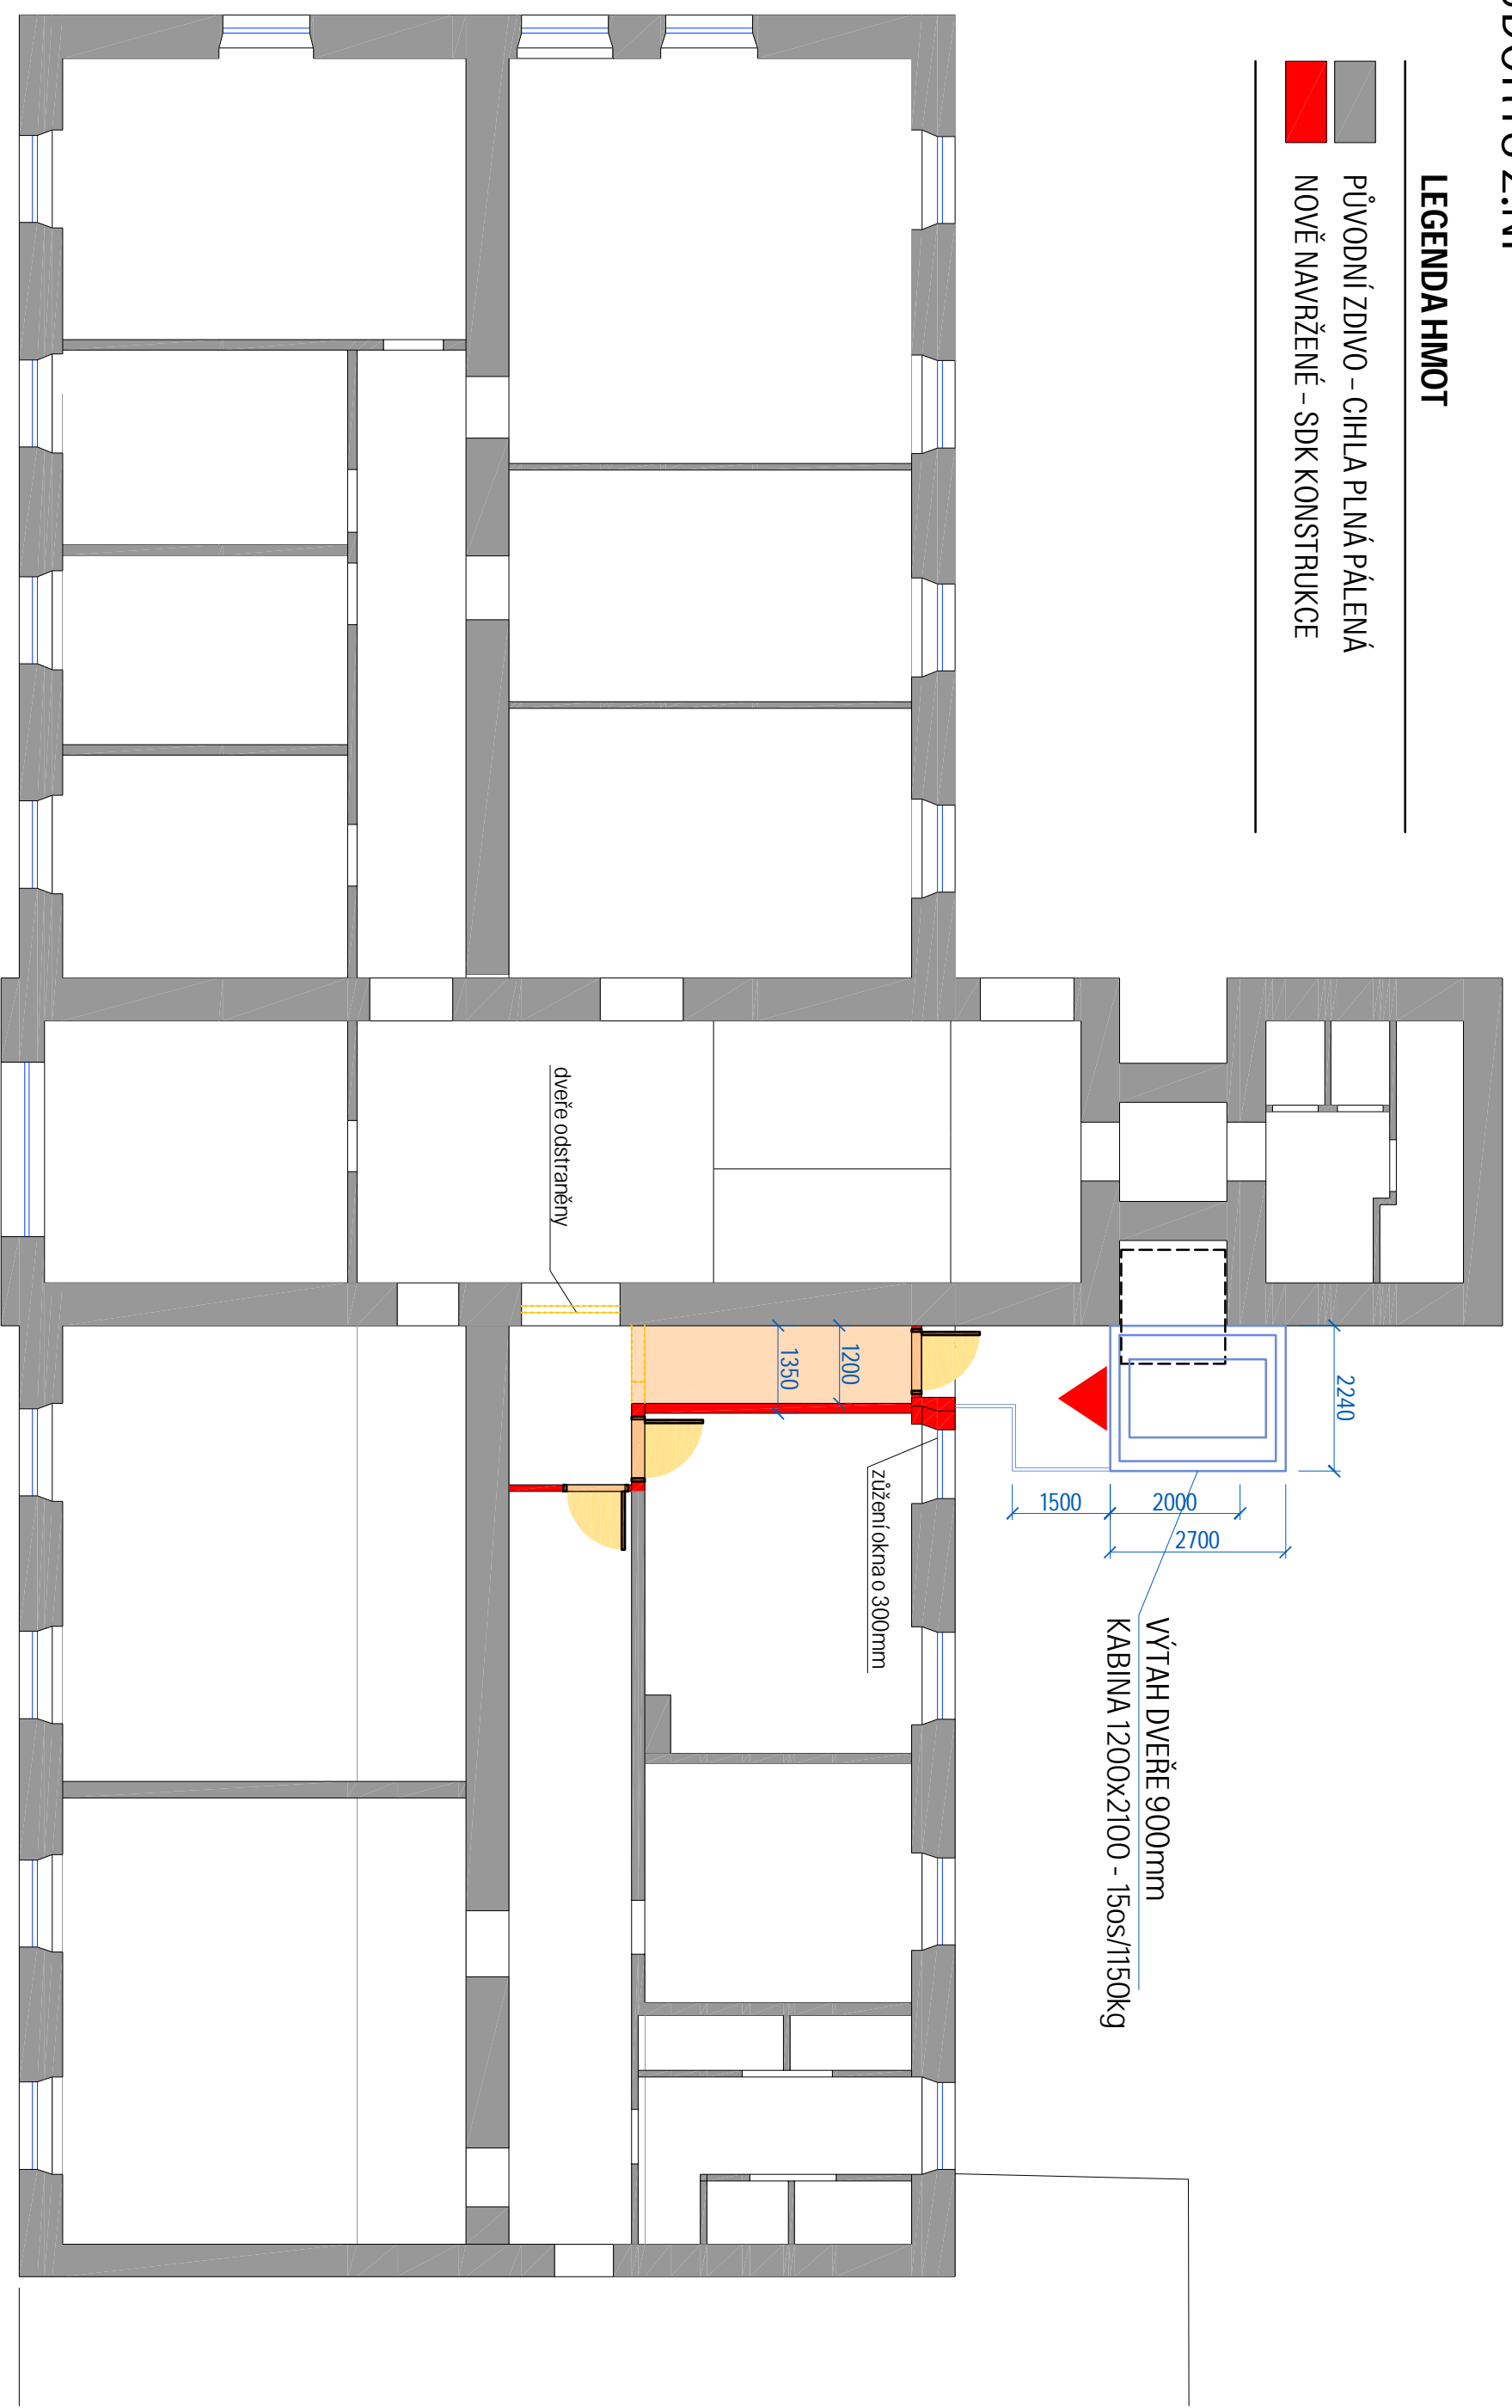 LEGENDA HMOT
PŮVODNÍ ZDIVO – CIHLA PLNÁ PÁLENÁ
NOVĚ NAVRŽENÉ – SDK KONSTRUKCE
dveře odstraněny
1200
1350
2240
zůžení okna o 300mm
1500
2000
2700
VÝTAH DVEŘE 900mm
KABINA 1200x2100 - 15os/1150kg